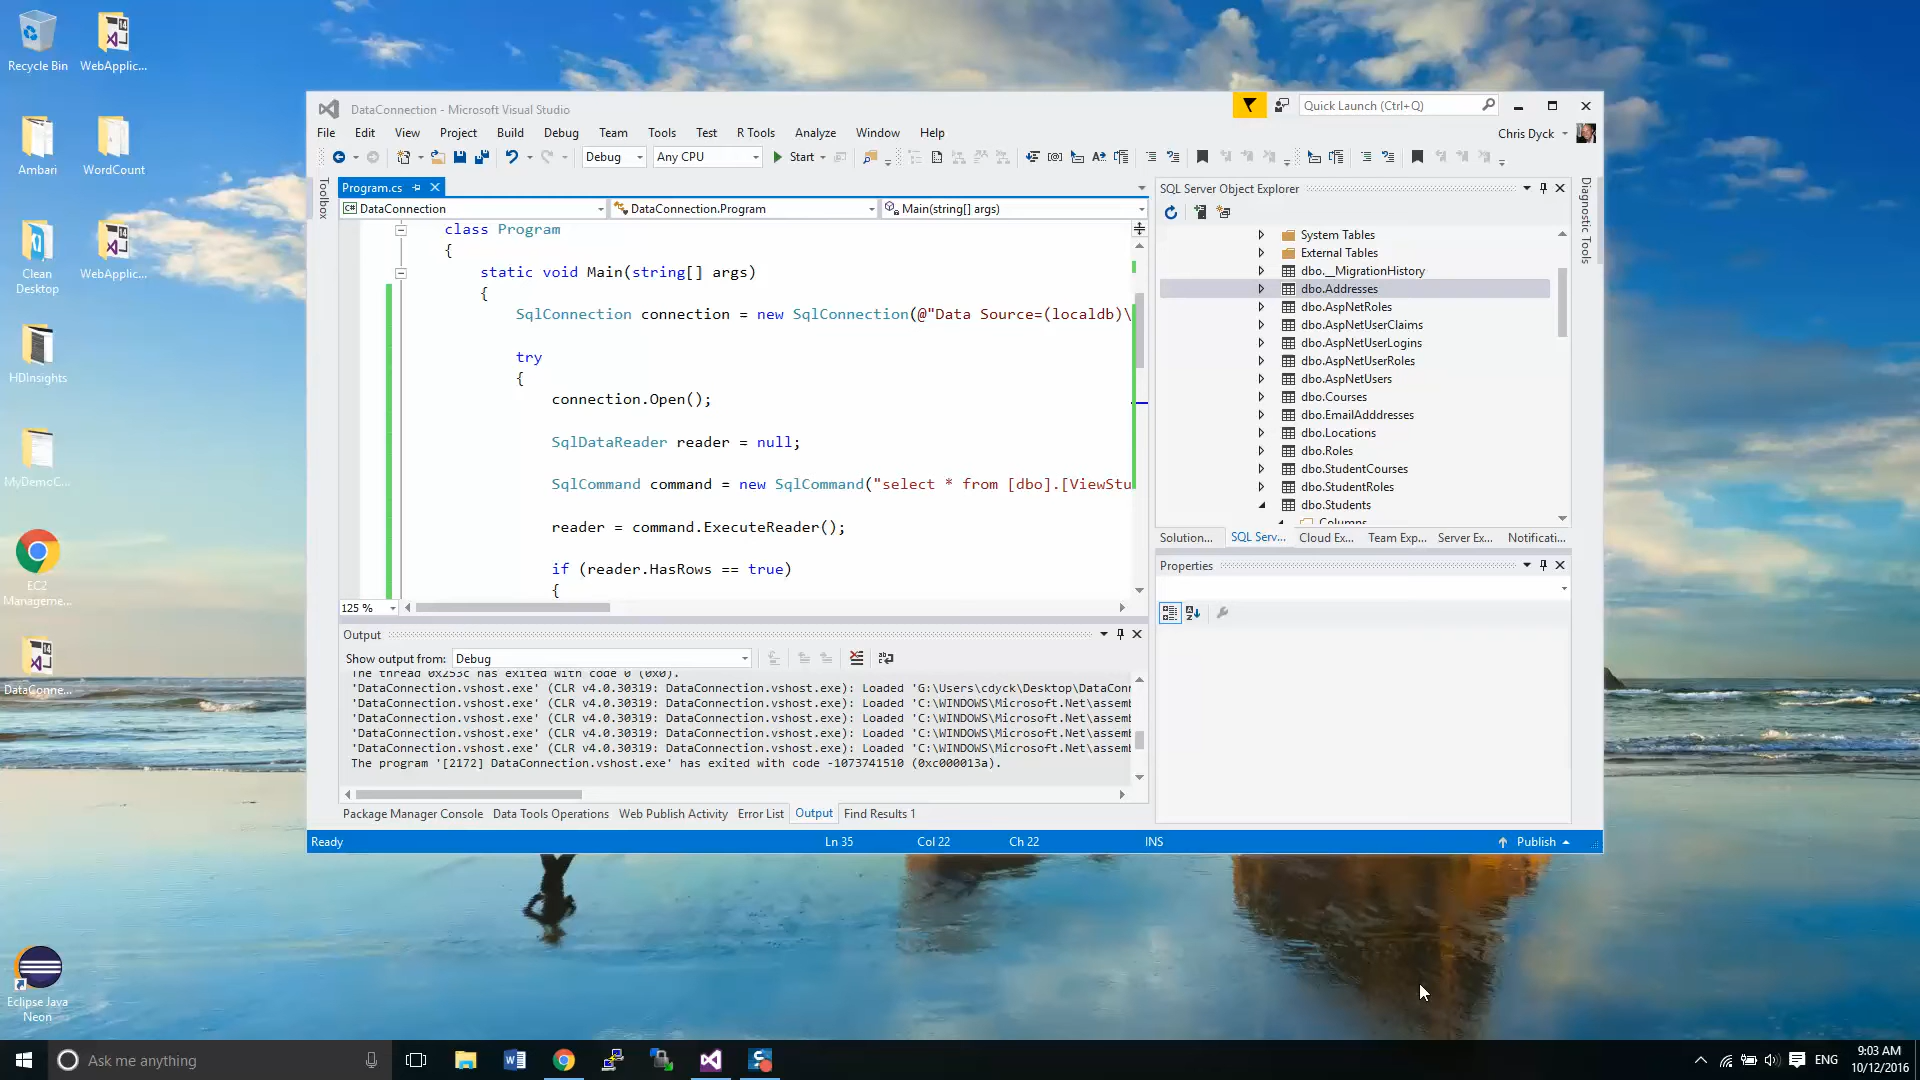 Recycle Bin
WebApplic...
Ambari
WordCount
Clean
Desktop
WebApplic...
HDInsights
MyDemoC...
EC2
Manageme...
DataConne...
Eclipse Java
Neon
DataConnection - Microsoft Visual Studio
Quick Launch (Ctrl+Q)
File Edit View Project Build Debug Team Tools Test R Tools Analyze Window Help
Chris Dyck
Debug Any CPU Start
Toolbox
Program.cs
DataConnection DataConnection.Program Main(string[] args)
class Program
{
static void Main(string[] args)
{
SqlConnection connection = new SqlConnection(@"Data Source=(localdb)\
try
{
connection.Open();
SqlDataReader reader = null;
SqlCommand command = new SqlCommand("select * from [dbo].[ViewStu
reader = command.ExecuteReader();
if (reader.HasRows == true)
{
125 %
Output
Show output from: Debug
The thread 0x253c has exited with code 0 (0x0).
'DataConnection.vshost.exe' (CLR v4.0.30319: DataConnection.vshost.exe): Loaded 'G:\Users\cdyck\Desktop\DataConn
'DataConnection.vshost.exe' (CLR v4.0.30319: DataConnection.vshost.exe): Loaded 'C:\WINDOWS\Microsoft.Net\assemb
'DataConnection.vshost.exe' (CLR v4.0.30319: DataConnection.vshost.exe): Loaded 'C:\WINDOWS\Microsoft.Net\assemb
'DataConnection.vshost.exe' (CLR v4.0.30319: DataConnection.vshost.exe): Loaded 'C:\WINDOWS\Microsoft.Net\assemb
'DataConnection.vshost.exe' (CLR v4.0.30319: DataConnection.vshost.exe): Loaded 'C:\WINDOWS\Microsoft.Net\assemb
The program '[2172] DataConnection.vshost.exe' has exited with code -1073741510 (0xc000013a).
Package Manager Console Data Tools Operations Web Publish Activity Error List Output Find Results 1
SQL Server Object Explorer
System Tables
External Tables
dbo.__MigrationHistory
dbo.Addresses
dbo.AspNetRoles
dbo.AspNetUserClaims
dbo.AspNetUserLogins
dbo.AspNetUserRoles
dbo.AspNetUsers
dbo.Courses
dbo.EmailAdddresses
dbo.Locations
dbo.Roles
dbo.StudentCourses
dbo.StudentRoles
dbo.Students
Columns
Solution... SQL Serv... Cloud Ex... Team Exp... Server Ex... Notificati...
Properties
Diagnostic Tools
Ready Ln 35 Col 22 Ch 22 INS Publish
Ask me anything
ENG
9:03 AM
10/12/2016